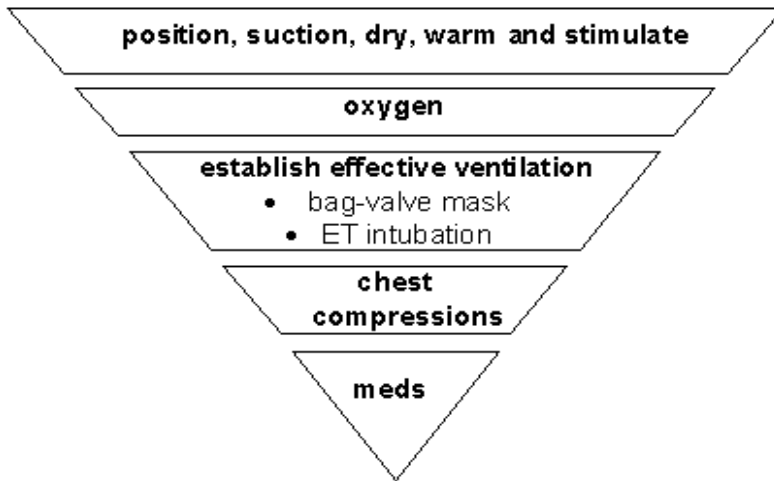 position, suction, dry, warm and stimulate
oxygen
establish effective ventilation
• bag-valve mask
• ET intubation
chest
compressions
meds